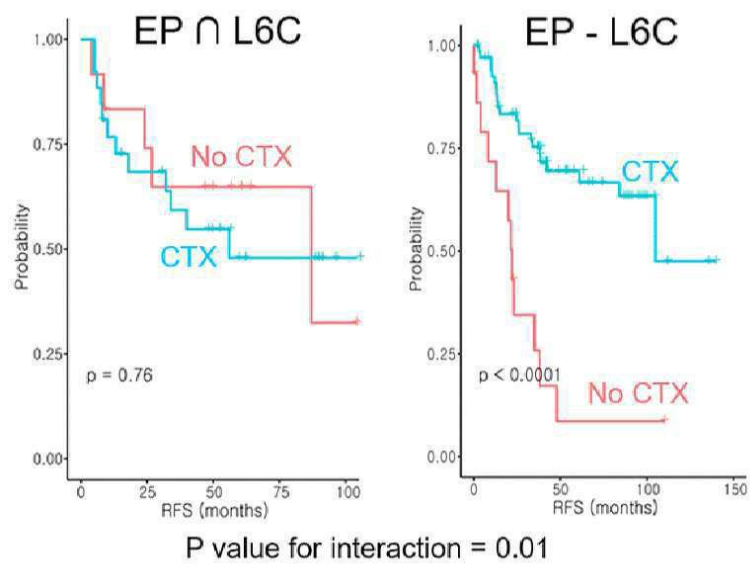 EP ∩ L6C
1.00
0.75
0.50
0.25
0.00
Probability
No CTX
CTX
p = 0.76
0 25 50 75 100
RFS (months)
EP - L6C
1.00
0.75
0.50
0.25
0.00
Probability
CTX
p < 0.0001
No CTX
0 50 100 150
RFS (months)
P value for interaction = 0.01